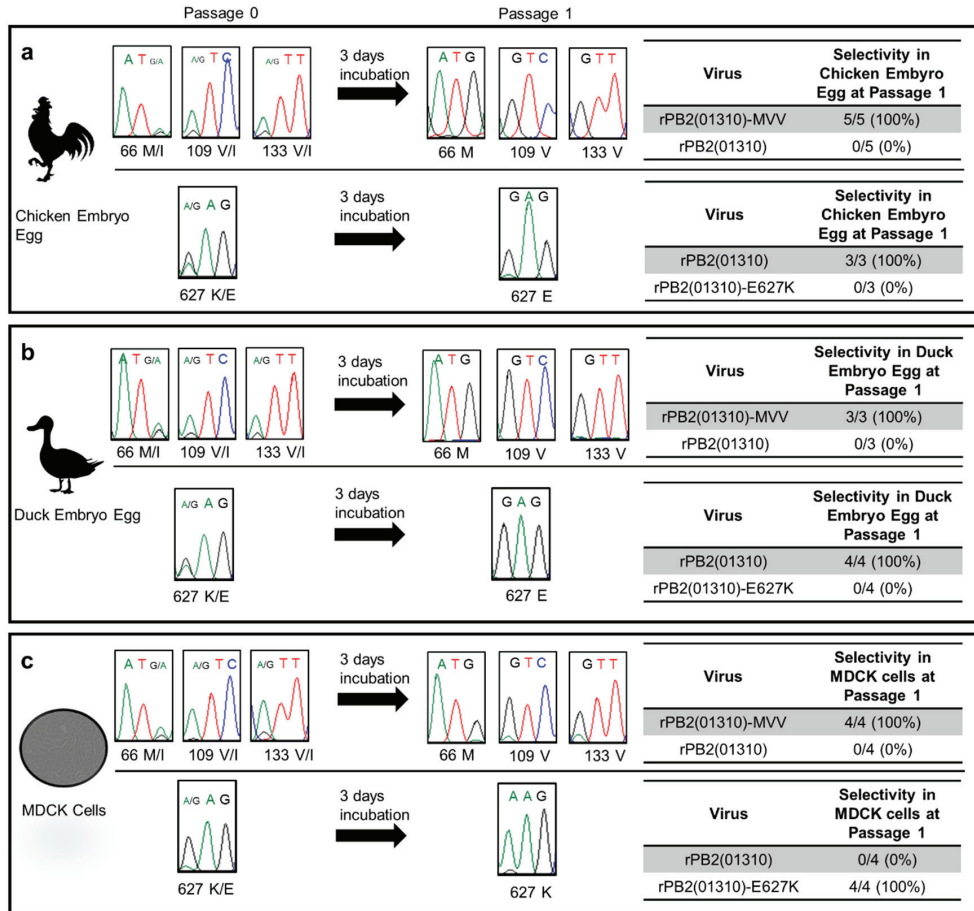 Passage 0 Passage 1
a
A T G/A A/G T C A/G T T
3 days
incubation
A T G G T C G T T
66 M/I 109 V/I 133 V/I
66 M 109 V 133 V
Virus Selectivity in
Chicken Embyro
Egg at Passage 1
rPB2(01310)-MVV 5/5 (100%)
rPB2(01310) 0/5 (0%)
Chicken Embryo
Egg
A/G A G
3 days
incubation
G A G
627 K/E
627 E
Virus Selectivity in
Chicken Embyro
Egg at Passage 1
rPB2(01310) 3/3 (100%)
rPB2(01310)-E627K 0/3 (0%)
b
A T G/A A/G T C A/G T T
3 days
incubation
A T G G T C G T T
66 M/I 109 V/I 133 V/I
66 M 109 V 133 V
Virus Selectivity in Duck
Embryo Egg at
Passage 1
rPB2(01310)-MVV 3/3 (100%)
rPB2(01310) 0/3 (0%)
Duck Embryo Egg
A/G A G
3 days
incubation
G A G
627 K/E
627 E
Virus Selectivity in Duck
Embryo Egg at
Passage 1
rPB2(01310) 4/4 (100%)
rPB2(01310)-E627K 0/4 (0%)
c
A T G/A A/G T C A/G T T
3 days
incubation
A T G G T C G T T
66 M/I 109 V/I 133 V/I
66 M 109 V 133 V
Virus Selectivity in
MDCK cells at
Passage 1
rPB2(01310)-MVV 4/4 (100%)
rPB2(01310) 0/4 (0%)
MDCK Cells
A/G A G
3 days
incubation
A A G
627 K/E
627 K
Virus Selectivity in
MDCK cells at
Passage 1
rPB2(01310) 0/4 (0%)
rPB2(01310)-E627K 4/4 (100%)